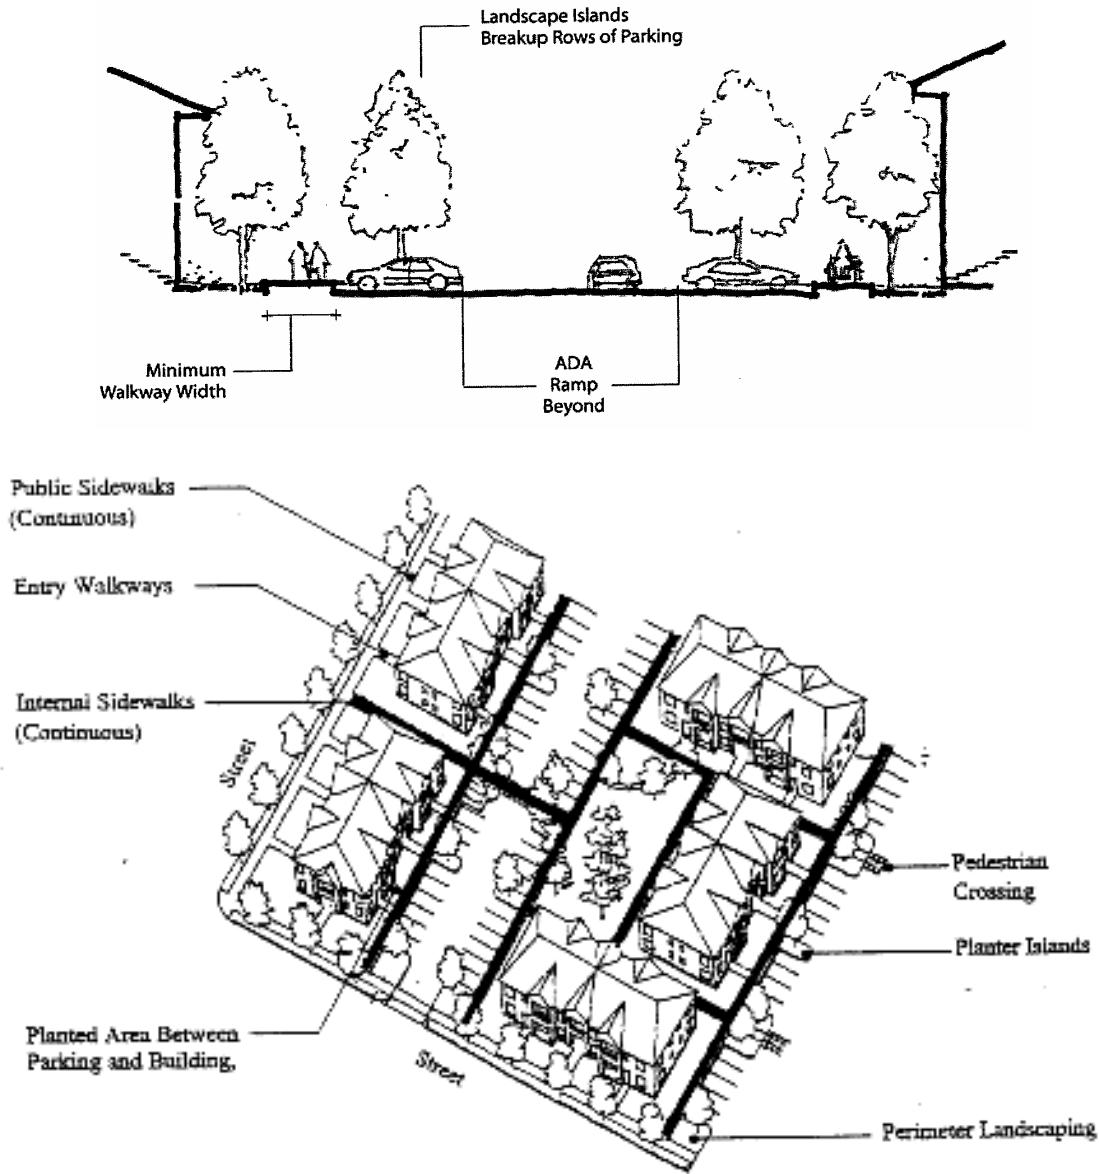 Landscape Islands
Breakup Rows of Parking
Minimum
Walkway Width
ADA
Ramp
Beyond
Public Sidewalks
(Continuous)
Entry Walkways
Internal Sidewalks
(Continuous)
Street
Pedestrian
Crossing
Planter Islands
Planted Area Between
Parking and Building,
Street
Perimeter Landscaping